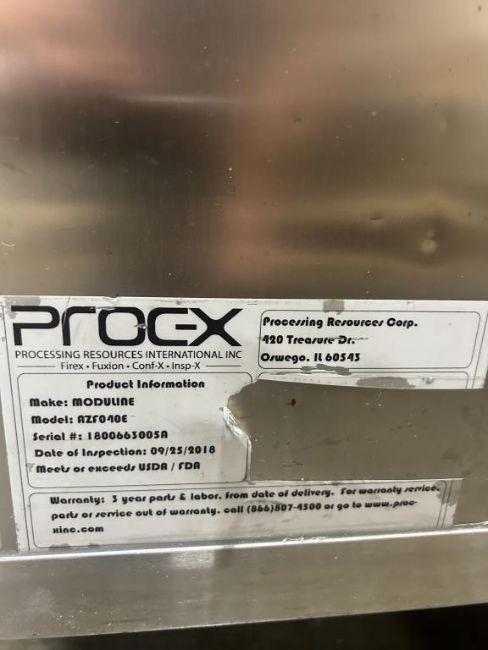 PROC-X
PROCESSING RESOURCES INTERNATIONAL INC
Firex • Fuxion • Conf-X • Insp-X
Processing Resources Corp.
420 Treasure Dr.
Oswego, IL 60543
Product Information
Make: MODULINE
Model: AZF040E
Serial #: 1800663005A
Date of Inspection: 09/25/2018
Meets or exceeds USDA / FDA
Warranty: 3 year parts & labor. from date of delivery. For warranty service,
parts or service out of warranty. call (866)807-4500 or go to www.proc-
xinc.com